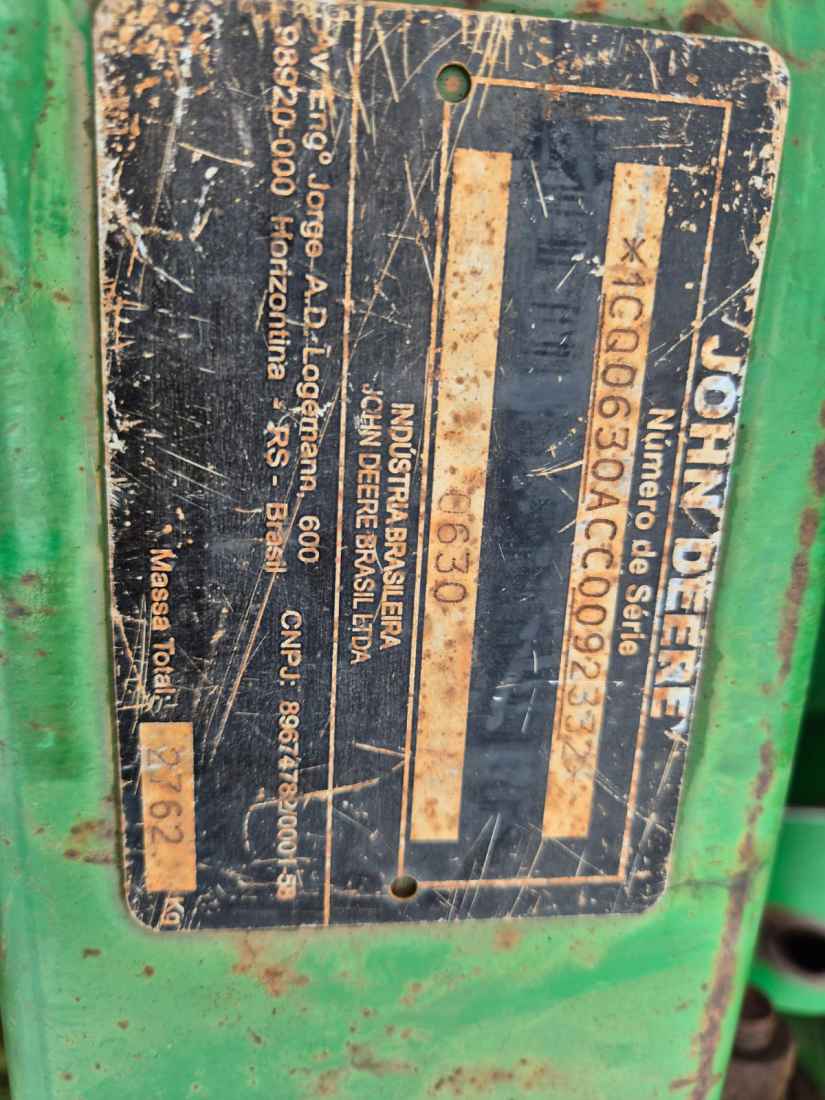 JOHN DEERE
Número de Série
*1CQ0630ACC0092332
0630
INDÚSTRIA BRASILEIRA
JOHN DEERE BRASIL LTDA
Av. Engº Jorge A.D. Logemann, 600
98920-000 Horizontina - RS - Brasil CNPJ: 89674782/0001-58
Massa Total 2762 kg